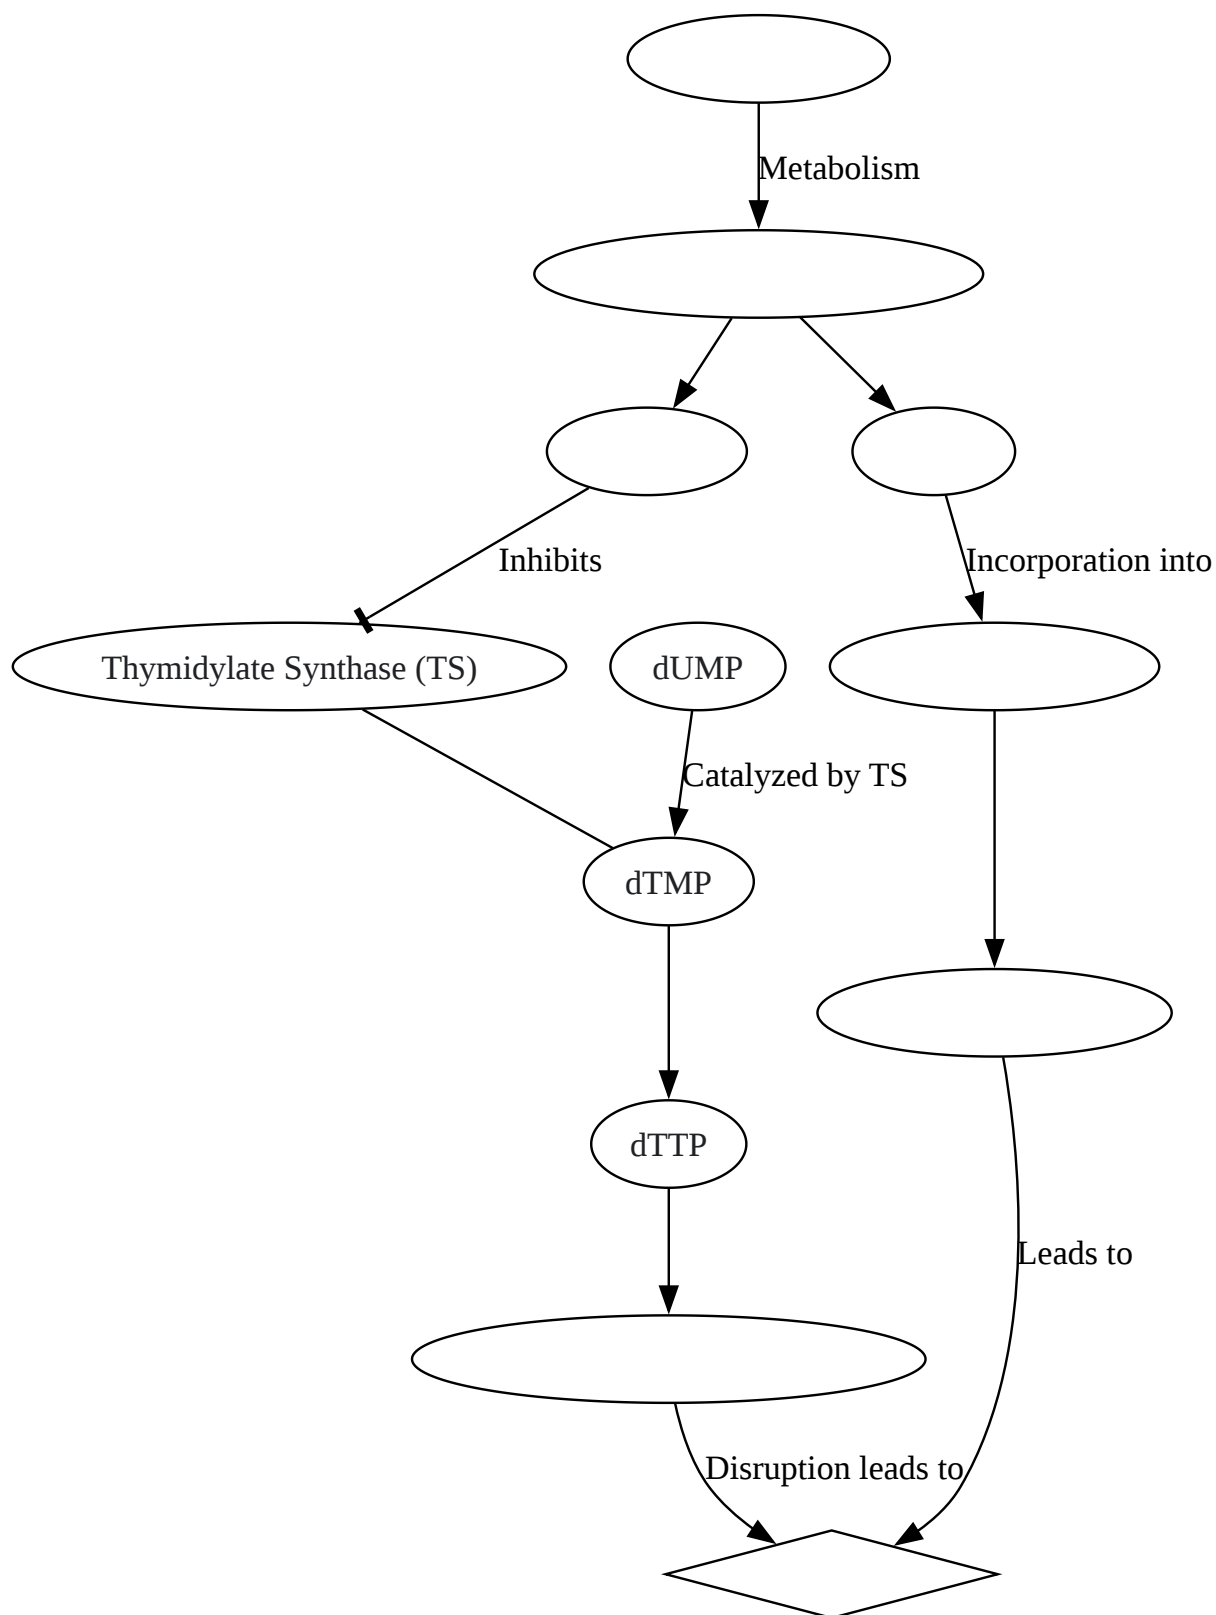 Metabolism
Inhibits
Incorporation into
Thymidylate Synthase (TS)
dUMP
Catalyzed by TS
dTMP
dTTP
Leads to
Disruption leads to